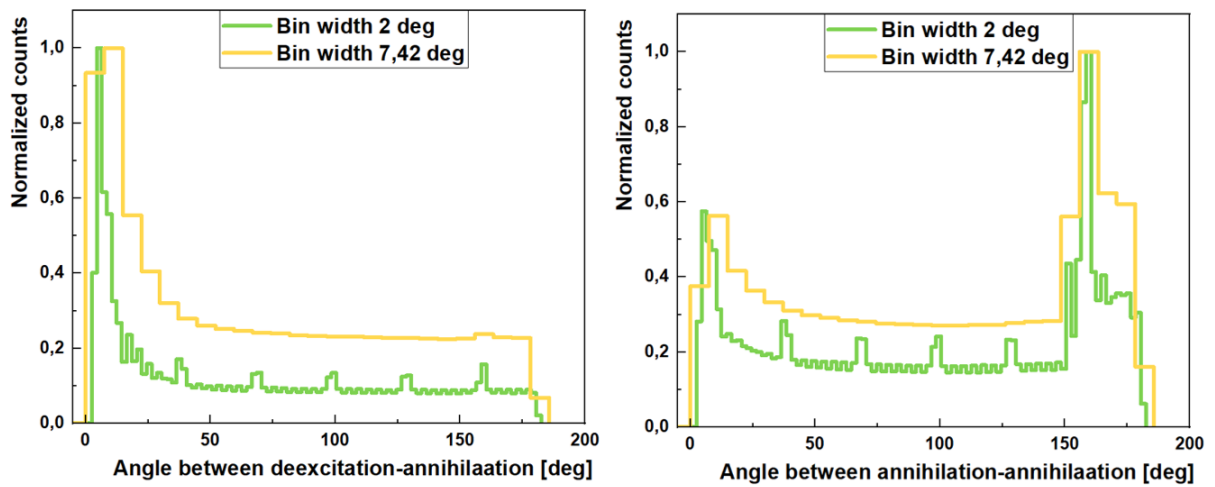 Bin width 2 deg
Bin width 7,42 deg
1,0
0,8
0,6
0,4
0,2
0,0
Normalized counts
0
50
100
150
200
Angle between deexcitation-annihilaation [deg]
Bin width 2 deg
Bin width 7,42 deg
1,0
0,8
0,6
0,4
0,2
0,0
Normalized counts
0
50
100
150
200
Angle between annihilation-annihilaation [deg]